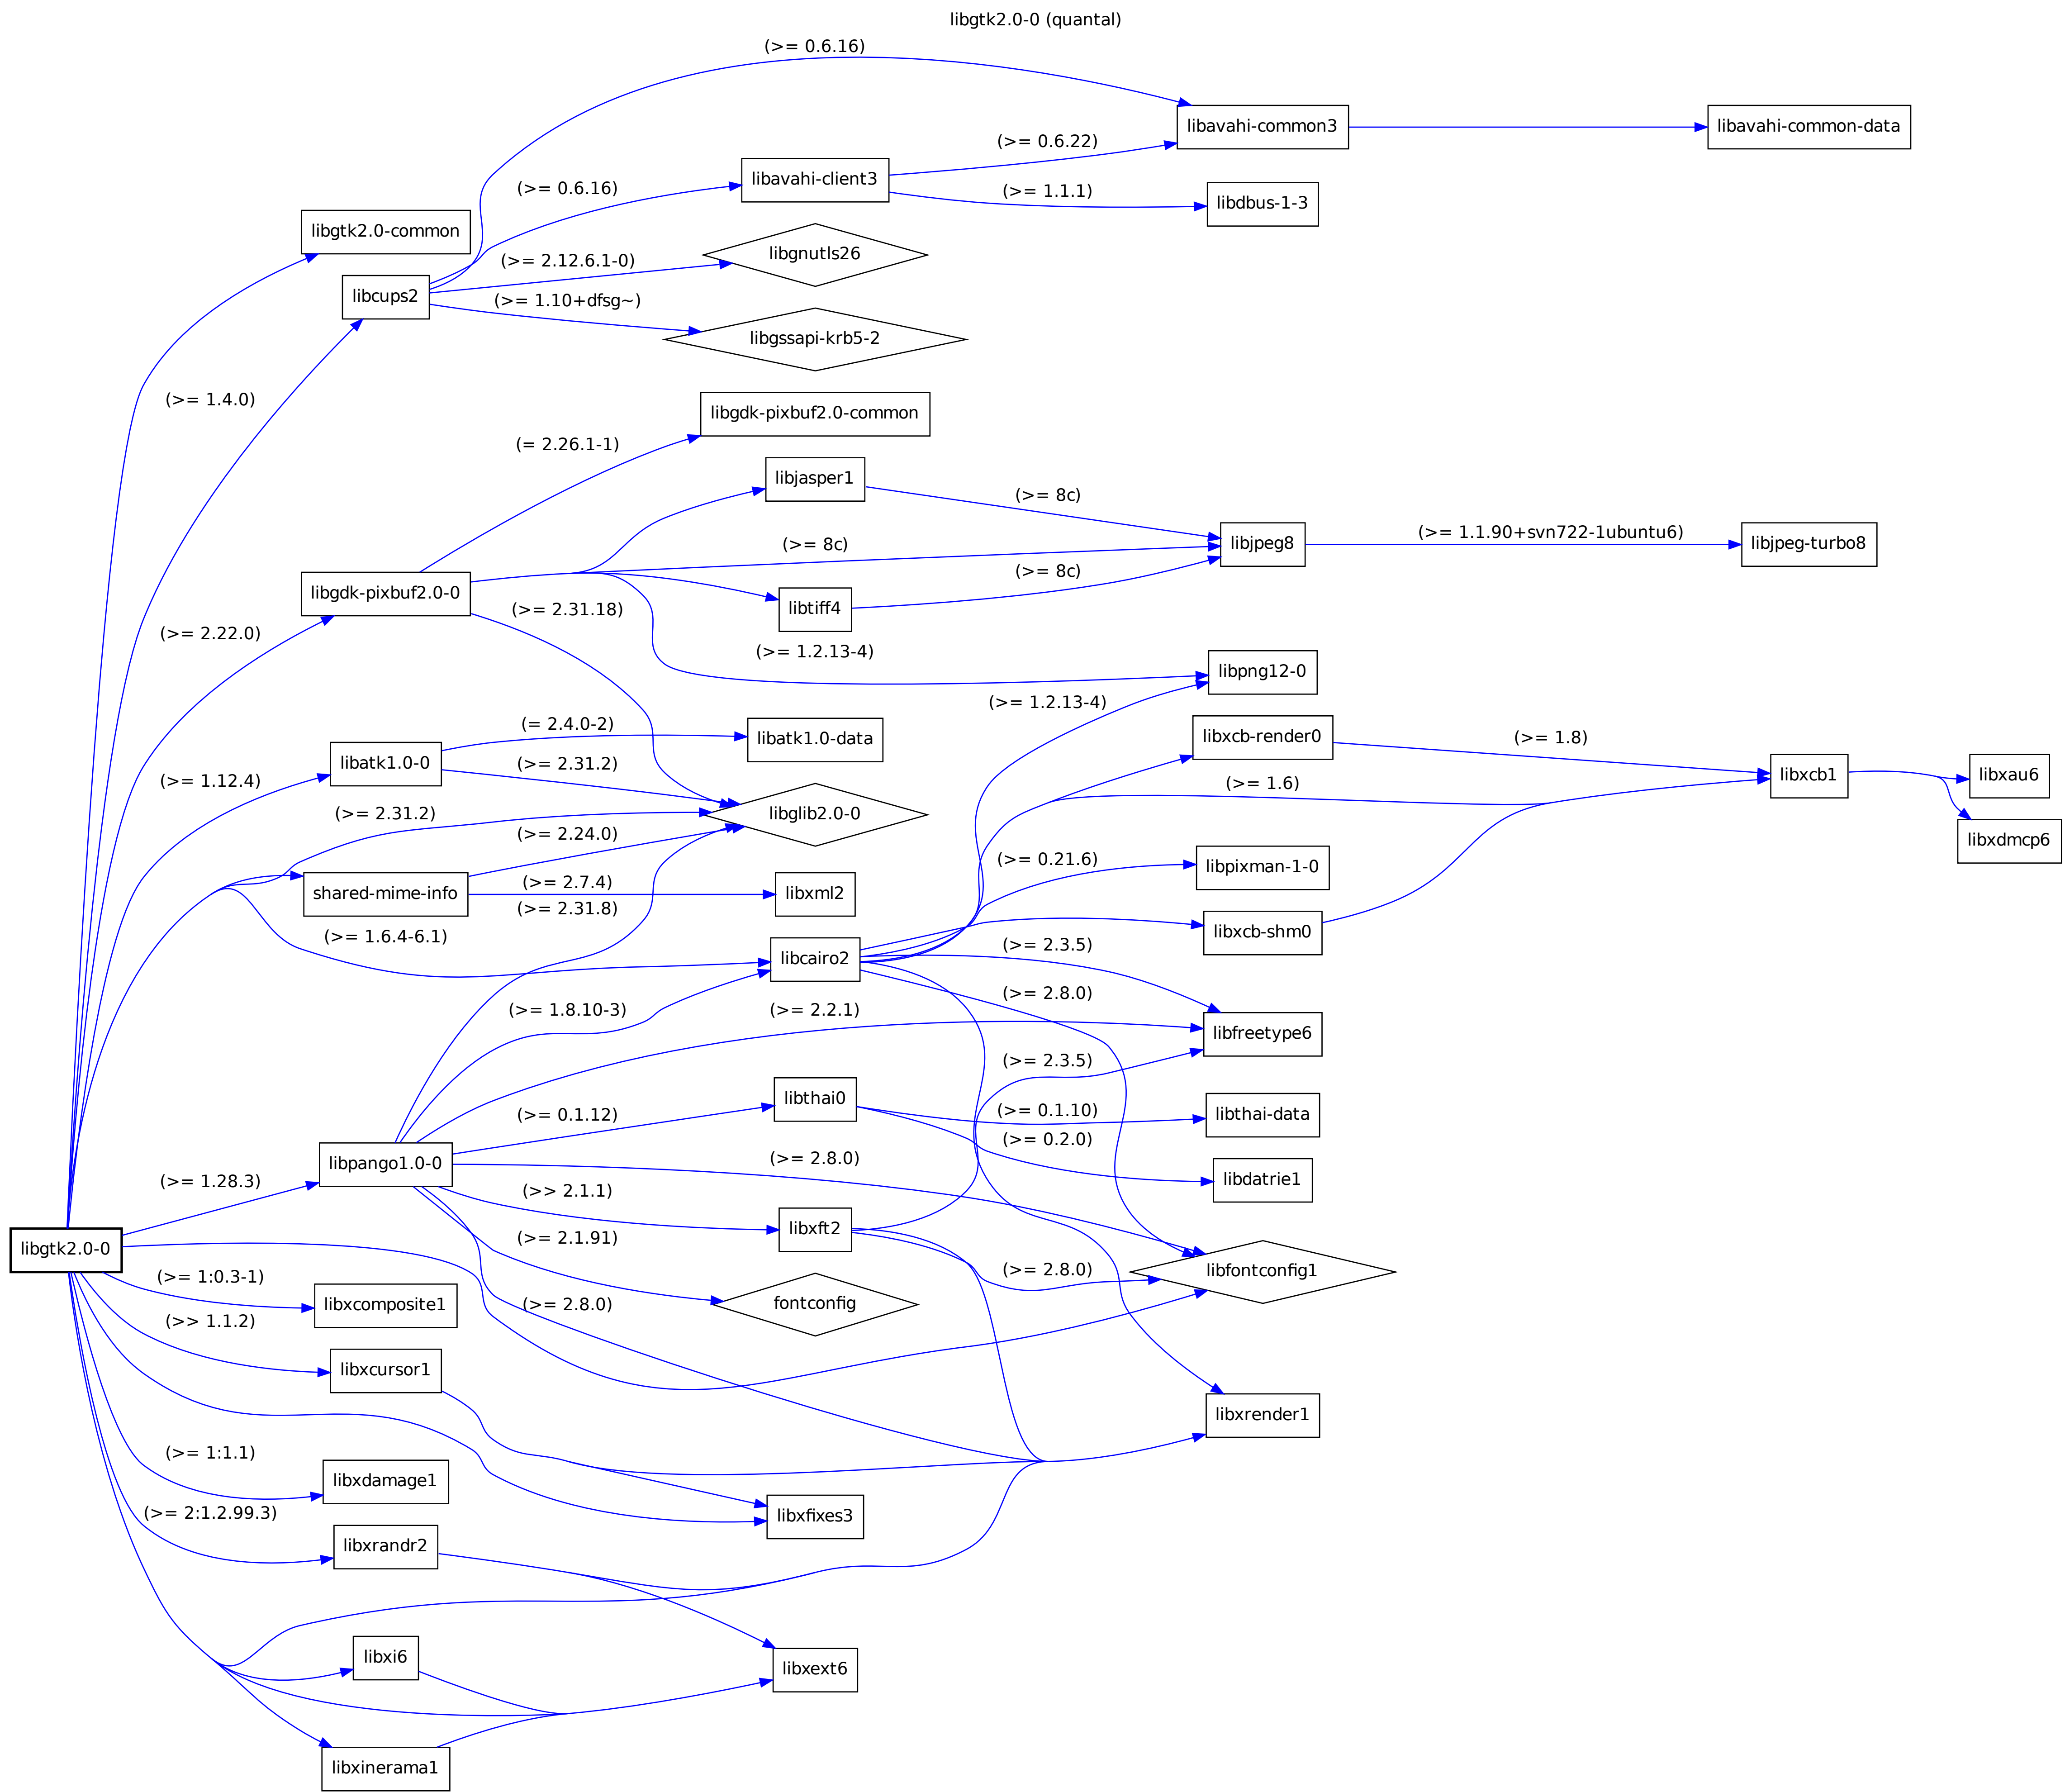 libgtk2.0-0 (quantal)
(>= 0.6.16)
libavahi-common3
libavahi-common-data
(>= 0.6.22)
libavahi-client3
(>= 0.6.16)
(>= 1.1.1)
libdbus-1-3
libgtk2.0-common
libgnutls26
(>= 2.12.6.1-0)
libcups2
(>= 1.10+dfsg~)
libgssapi-krb5-2
(>= 1.4.0)
libgdk-pixbuf2.0-common
(= 2.26.1-1)
libjasper1
(>= 8c)
(>= 8c)
libjpeg8
(>= 1.1.90+svn722-1ubuntu6)
libjpeg-turbo8
(>= 8c)
libgdk-pixbuf2.0-0
(>= 2.31.18)
libtiff4
(>= 2.22.0)
(>= 1.2.13-4)
libpng12-0
(>= 1.2.13-4)
(= 2.4.0-2)
libatk1.0-data
libxcb-render0
(>= 1.8)
libatk1.0-0
(>= 2.31.2)
(>= 1.12.4)
(>= 1.6)
libxcb1
libxau6
(>= 2.31.2)
libglib2.0-0
(>= 2.24.0)
libxdmcp6
(>= 0.21.6)
libpixman-1-0
shared-mime-info
(>= 2.7.4)
libxml2
(>= 2.31.8)
(>= 1.6.4-6.1)
libxcb-shm0
(>= 2.3.5)
libcairo2
(>= 2.8.0)
(>= 1.8.10-3)
(>= 2.2.1)
libfreetype6
(>= 2.3.5)
libthai0
(>= 0.1.12)
(>= 0.1.10)
libthai-data
(>= 0.2.0)
libpango1.0-0
(>= 2.8.0)
libdatrie1
(>= 1.28.3)
(>> 2.1.1)
libxft2
(>= 2.1.91)
libgtk2.0-0
(>= 2.8.0)
libfontconfig1
(>= 1:0.3-1)
libxcomposite1
(>= 2.8.0)
fontconfig
(>> 1.1.2)
libxcursor1
libxrender1
(>= 1:1.1)
libxdamage1
(>= 2:1.2.99.3)
libxfixes3
libxrandr2
libxi6
libxext6
libxinerama1